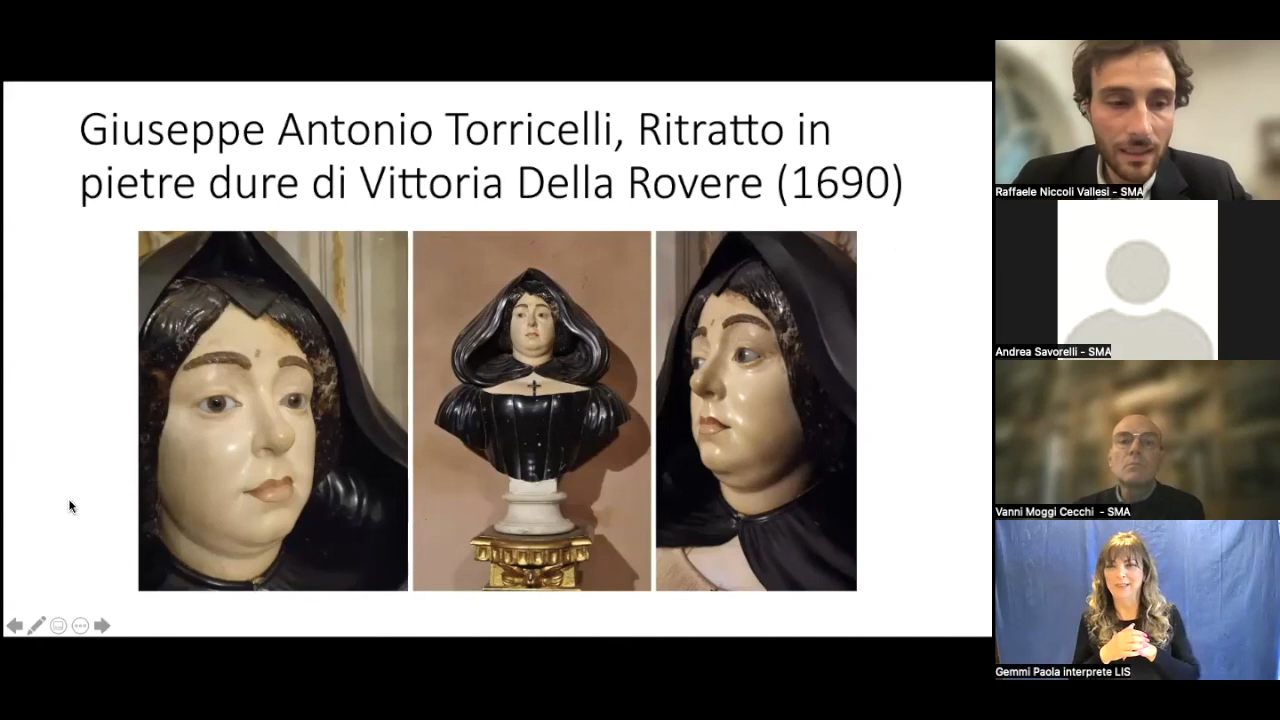 Giuseppe Antonio Torricelli, Ritratto in
pietre dure di Vittoria Della Rovere (1690)
Raffaele Niccoli Vallesi - SMA
Andrea Savorelli - SMA
Vanni Moggi Cecchi - SMA
Gemmi Paola interprete LIS